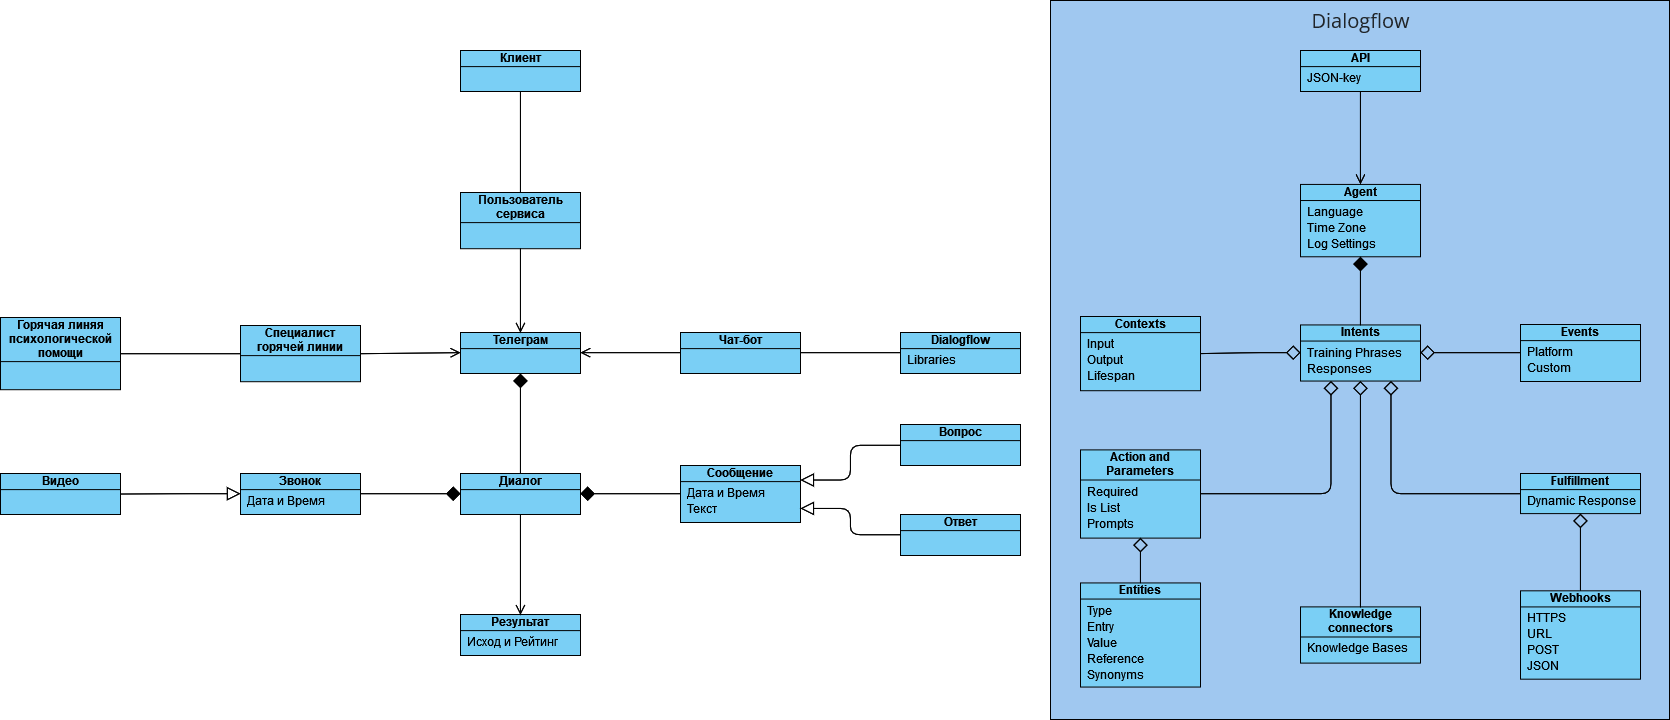 Клиент
Пользователь
сервиса
Горячая линяя
психологической
помощи
Специалист
горячей линии
Телеграм
Чат-бот
Dialogflow
Libraries
Видео
Звонок
Дата и Время
Диалог
Сообщение
Дата и Время
Текст
Вопрос
Ответ
Результат
Исход и Рейтинг
Dialogflow
API
JSON-key
Agent
Language
Time Zone
Log Settings
Contexts
Input
Output
Lifespan
Intents
Training Phrases
Responses
Events
Platform
Custom
Action and
Parameters
Required
Is List
Prompts
Fulfillment
Dynamic Response
Entities
Type
Entry
Value
Reference
Synonyms
Knowledge
connectors
Knowledge Bases
Webhooks
HTTPS
URL
POST
JSON